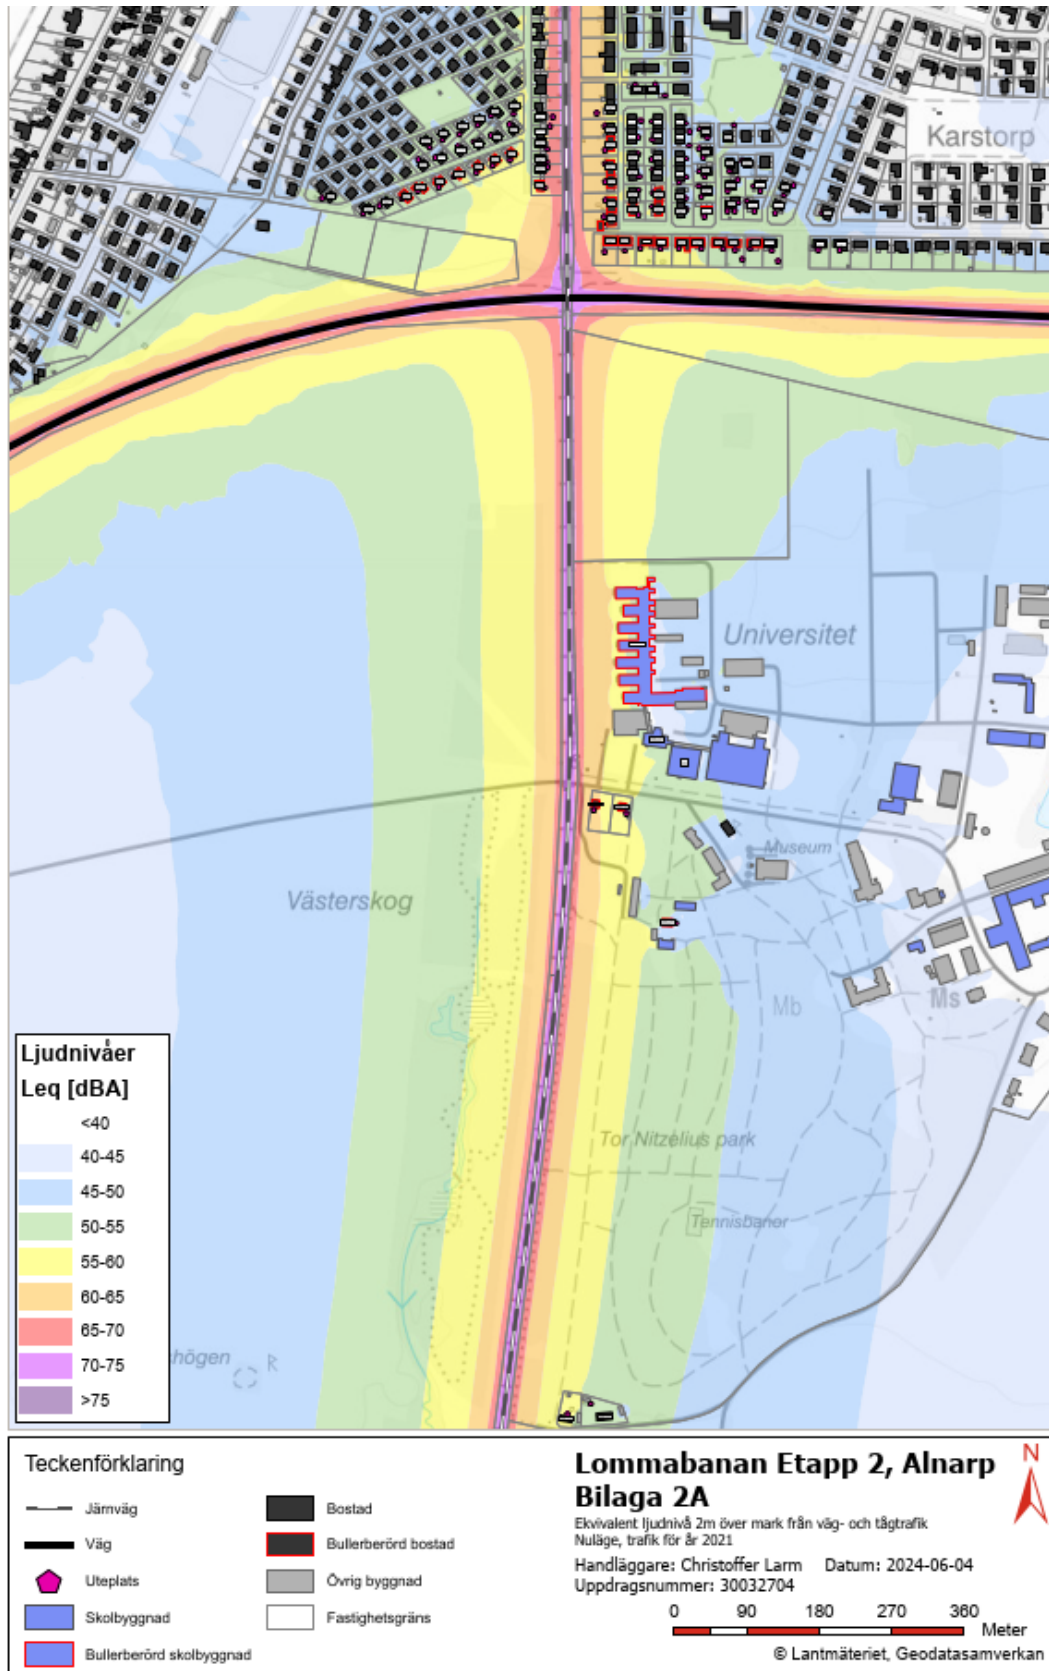 Karstorp
Universitet
Museum
Västerskog
Mb
Ms
Tor Nitzelius park
Tennisbanor
högen
R
Ljudnivåer
Leq [dBA]
<40
40-45
45-50
50-55
55-60
60-65
65-70
70-75
>75
Teckenförklaring
Järnväg
Väg
Uteplats
Skolbyggnad
Bullerberörd skolbyggnad
Bostad
Bullerberörd bostad
Övrig byggnad
Fastighetsgräns
Lommabanan Etapp 2, Alnarp
Bilaga 2A
Ekvivalent ljudnivå 2m över mark från väg- och tågtrafik
Nuläge, trafik för år 2021
Handläggare: Christoffer Larm Datum: 2024-06-04
Uppdragsnummer: 30032704
N
0 90 180 270 360
Meter
© Lantmäteriet, Geodatasamverkan